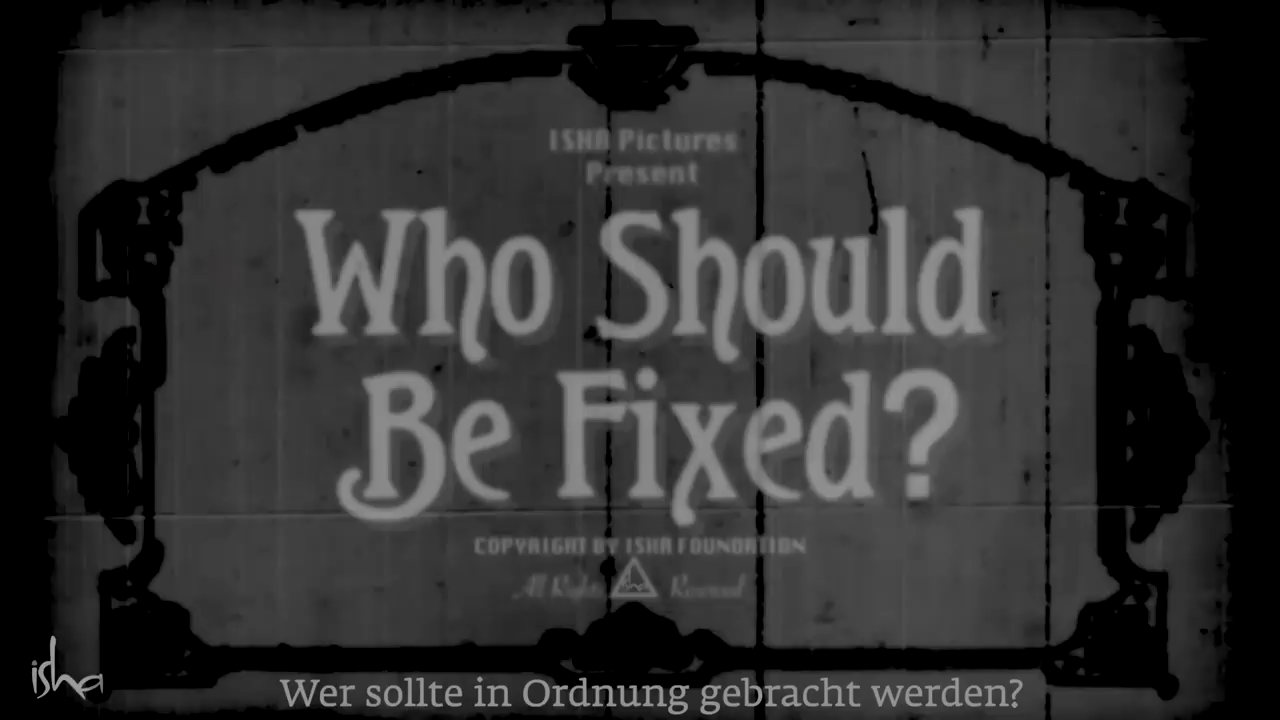 ISHA Pictures
Present
Who Should
Be Fixed?
COPYRIGHT BY ISHA FOUNDATION
All Rights isha Reserved
isha
Wer sollte in Ordnung gebracht werden?